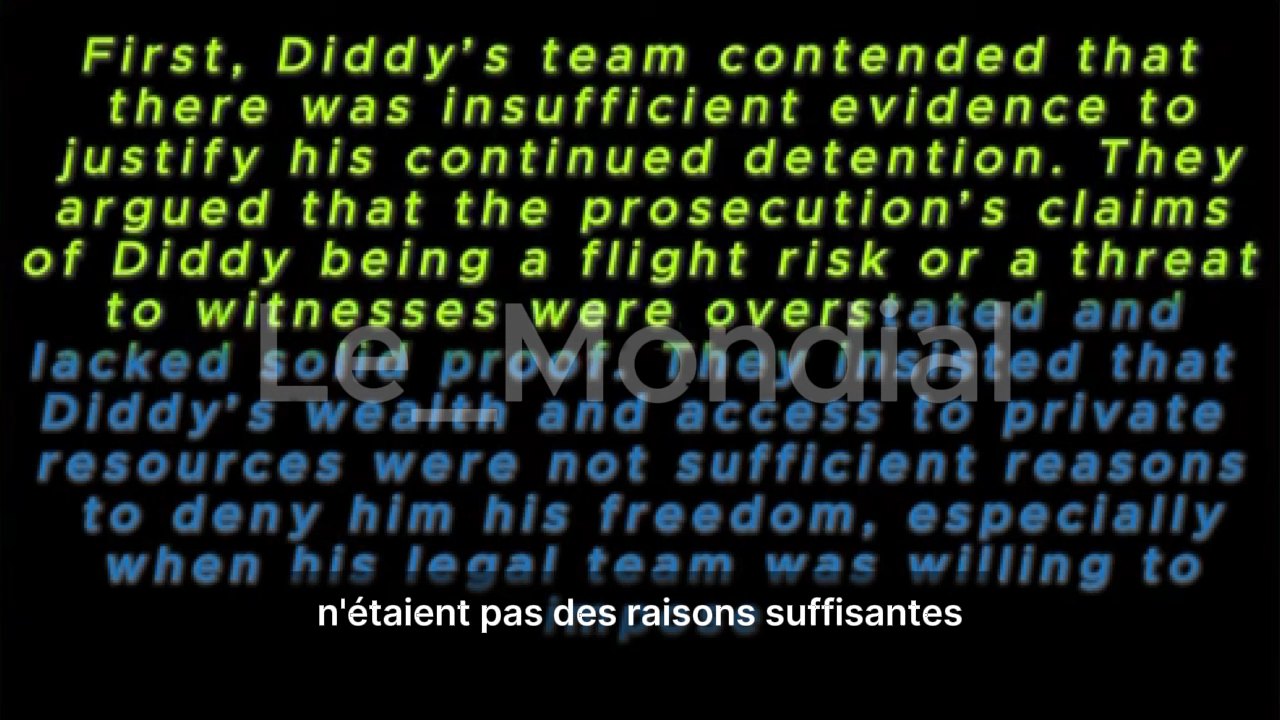 First, Diddy's team contended that
there was insufficient evidence to
justify his continued detention. They
argued that the prosecution's claims
of Diddy being a flight risk or a threat
to witnesses were overstated and
lacked solid proof. They insisted that
Le_Mondial
Diddy's wealth and access to private
resources were not sufficient reasons
to deny him his freedom, especially
when his legal team was willing to
n'étaient pas des raisons suffisantes